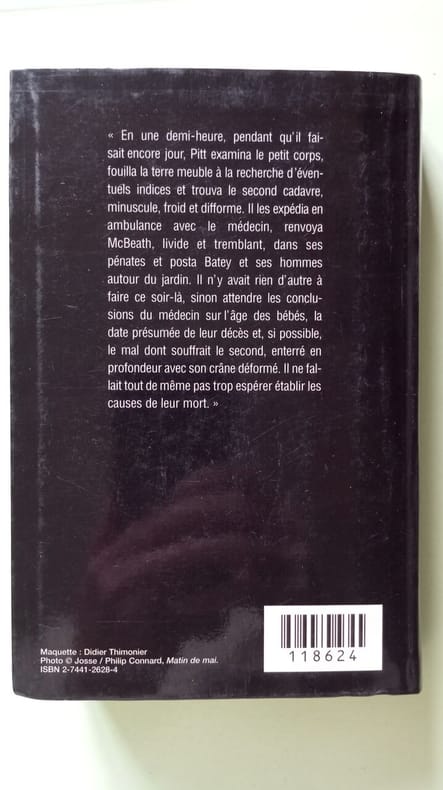 « En une demi-heure, pendant qu'il fai-
sait encore jour, Pitt examina le petit corps,
fouilla la terre meuble à la recherche d'éven-
tuels indices et trouva le second cadavre,
minuscule, froid et difforme. Il les expédia en
ambulance avec le médecin, renvoya
McBeath, livide et tremblant, dans ses
pénates et posta Batey et ses hommes
autour du jardin. Il n'y avait rien d'autre à
faire ce soir-là, sinon attendre les conclu-
sions du médecin sur l'âge des bébés, la
date présumée de leur décès et, si possible,
le mal dont souffrait le second, enterré en
profondeur avec son crâne déformé. Il ne fal-
lait tout de même pas trop espérer établir les
causes de leur mort. »
118624
Maquette : Didier Thimonier
Photo © Josse / Philip Connard, Matin de mai.
ISBN 2-7441-2628-4